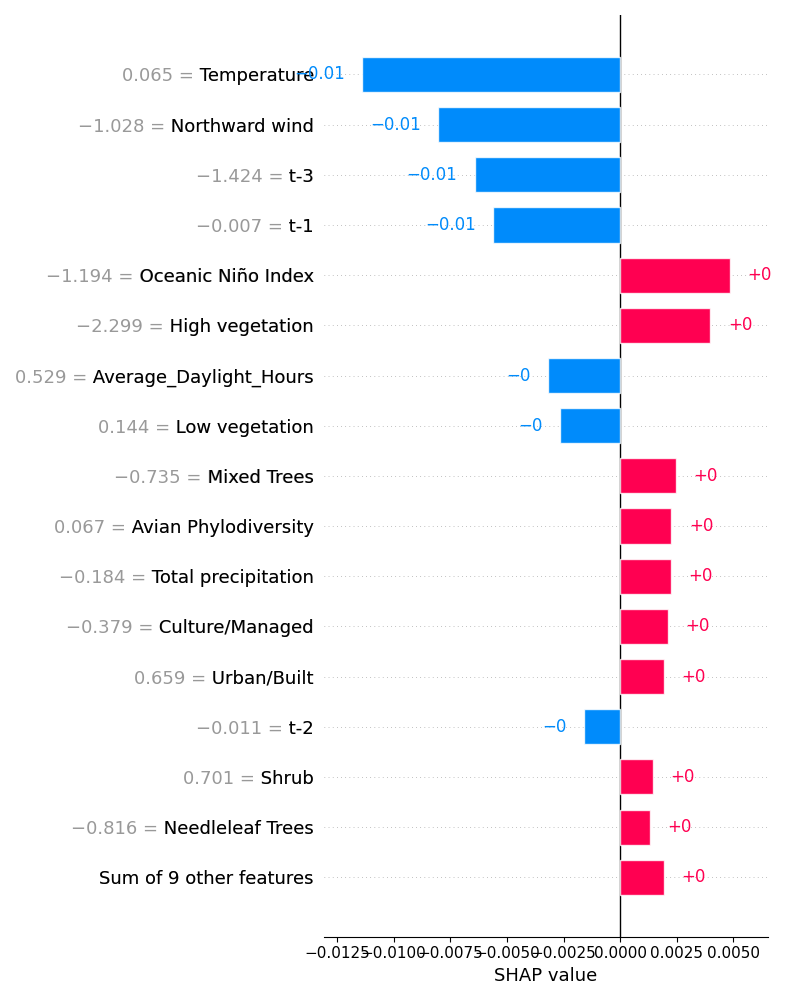 0.065 = Temperature −0.01
−1.028 = Northward wind −0.01
−1.424 = t-3 −0.01
−0.007 = t-1 −0.01
−1.194 = Oceanic Niño Index +0
−2.299 = High vegetation +0
0.529 = Average_Daylight_Hours −0
0.144 = Low vegetation −0
−0.735 = Mixed Trees +0
0.067 = Avian Phylodiversity +0
−0.184 = Total precipitation +0
−0.379 = Culture/Managed +0
0.659 = Urban/Built +0
−0.011 = t-2 −0
0.701 = Shrub +0
−0.816 = Needleleaf Trees +0
Sum of 9 other features +0
−0.0125 −0.0100 −0.0075 −0.0050 −0.0025 0.0000 0.0025 0.0050
SHAP value